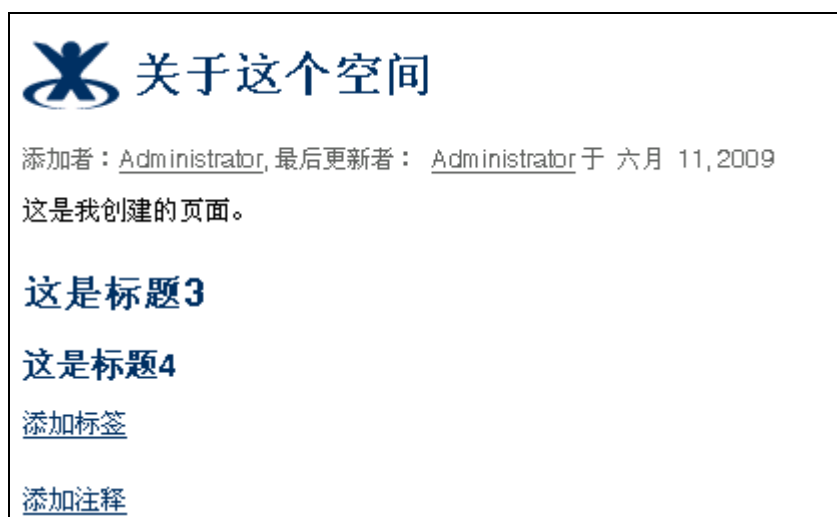 关于这个空间
添加者：Administrator, 最后更新者： Administrator 于 六月 11, 2009
这是我创建的页面。
这是标题3
这是标题4
添加标签
添加注释